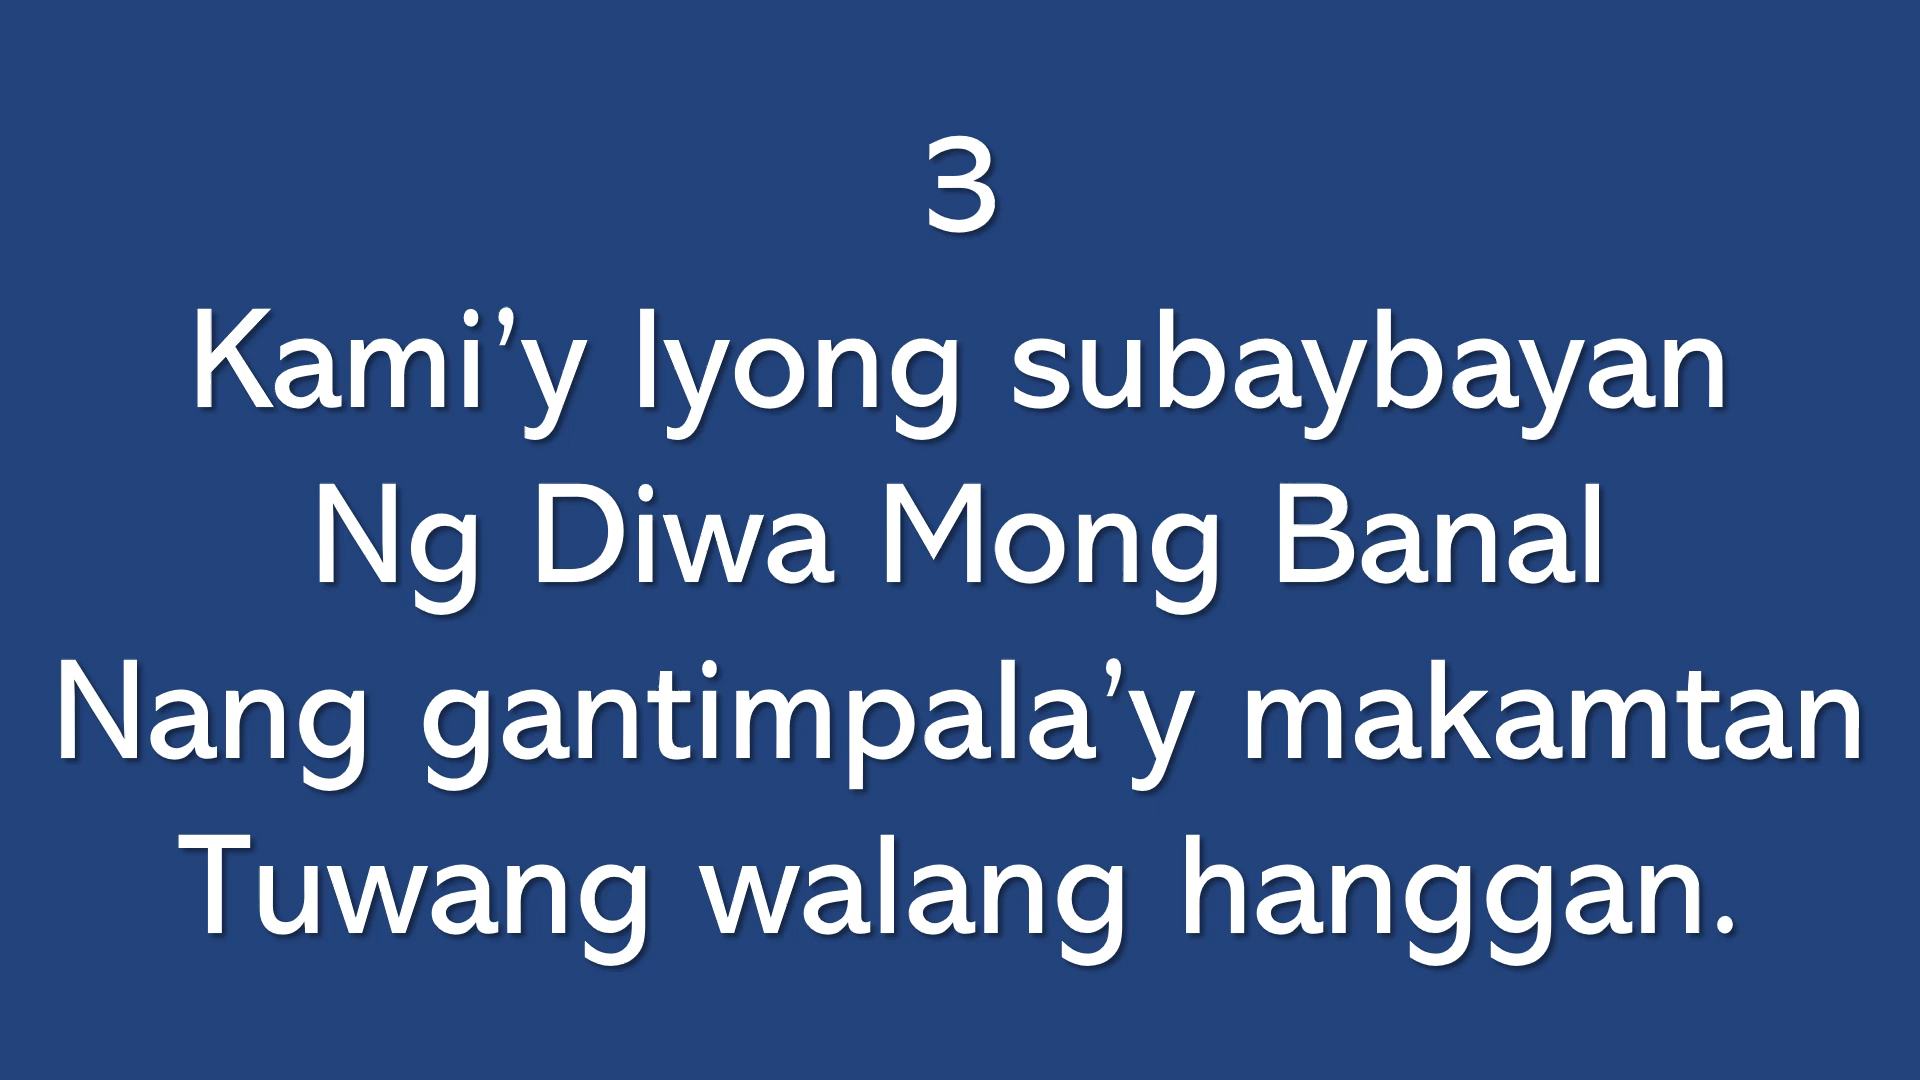 3
Kami’y Iyong subaybayan
Ng Diwa Mong Banal
Nang gantimpala’y makamtan
Tuwang walang hanggan.